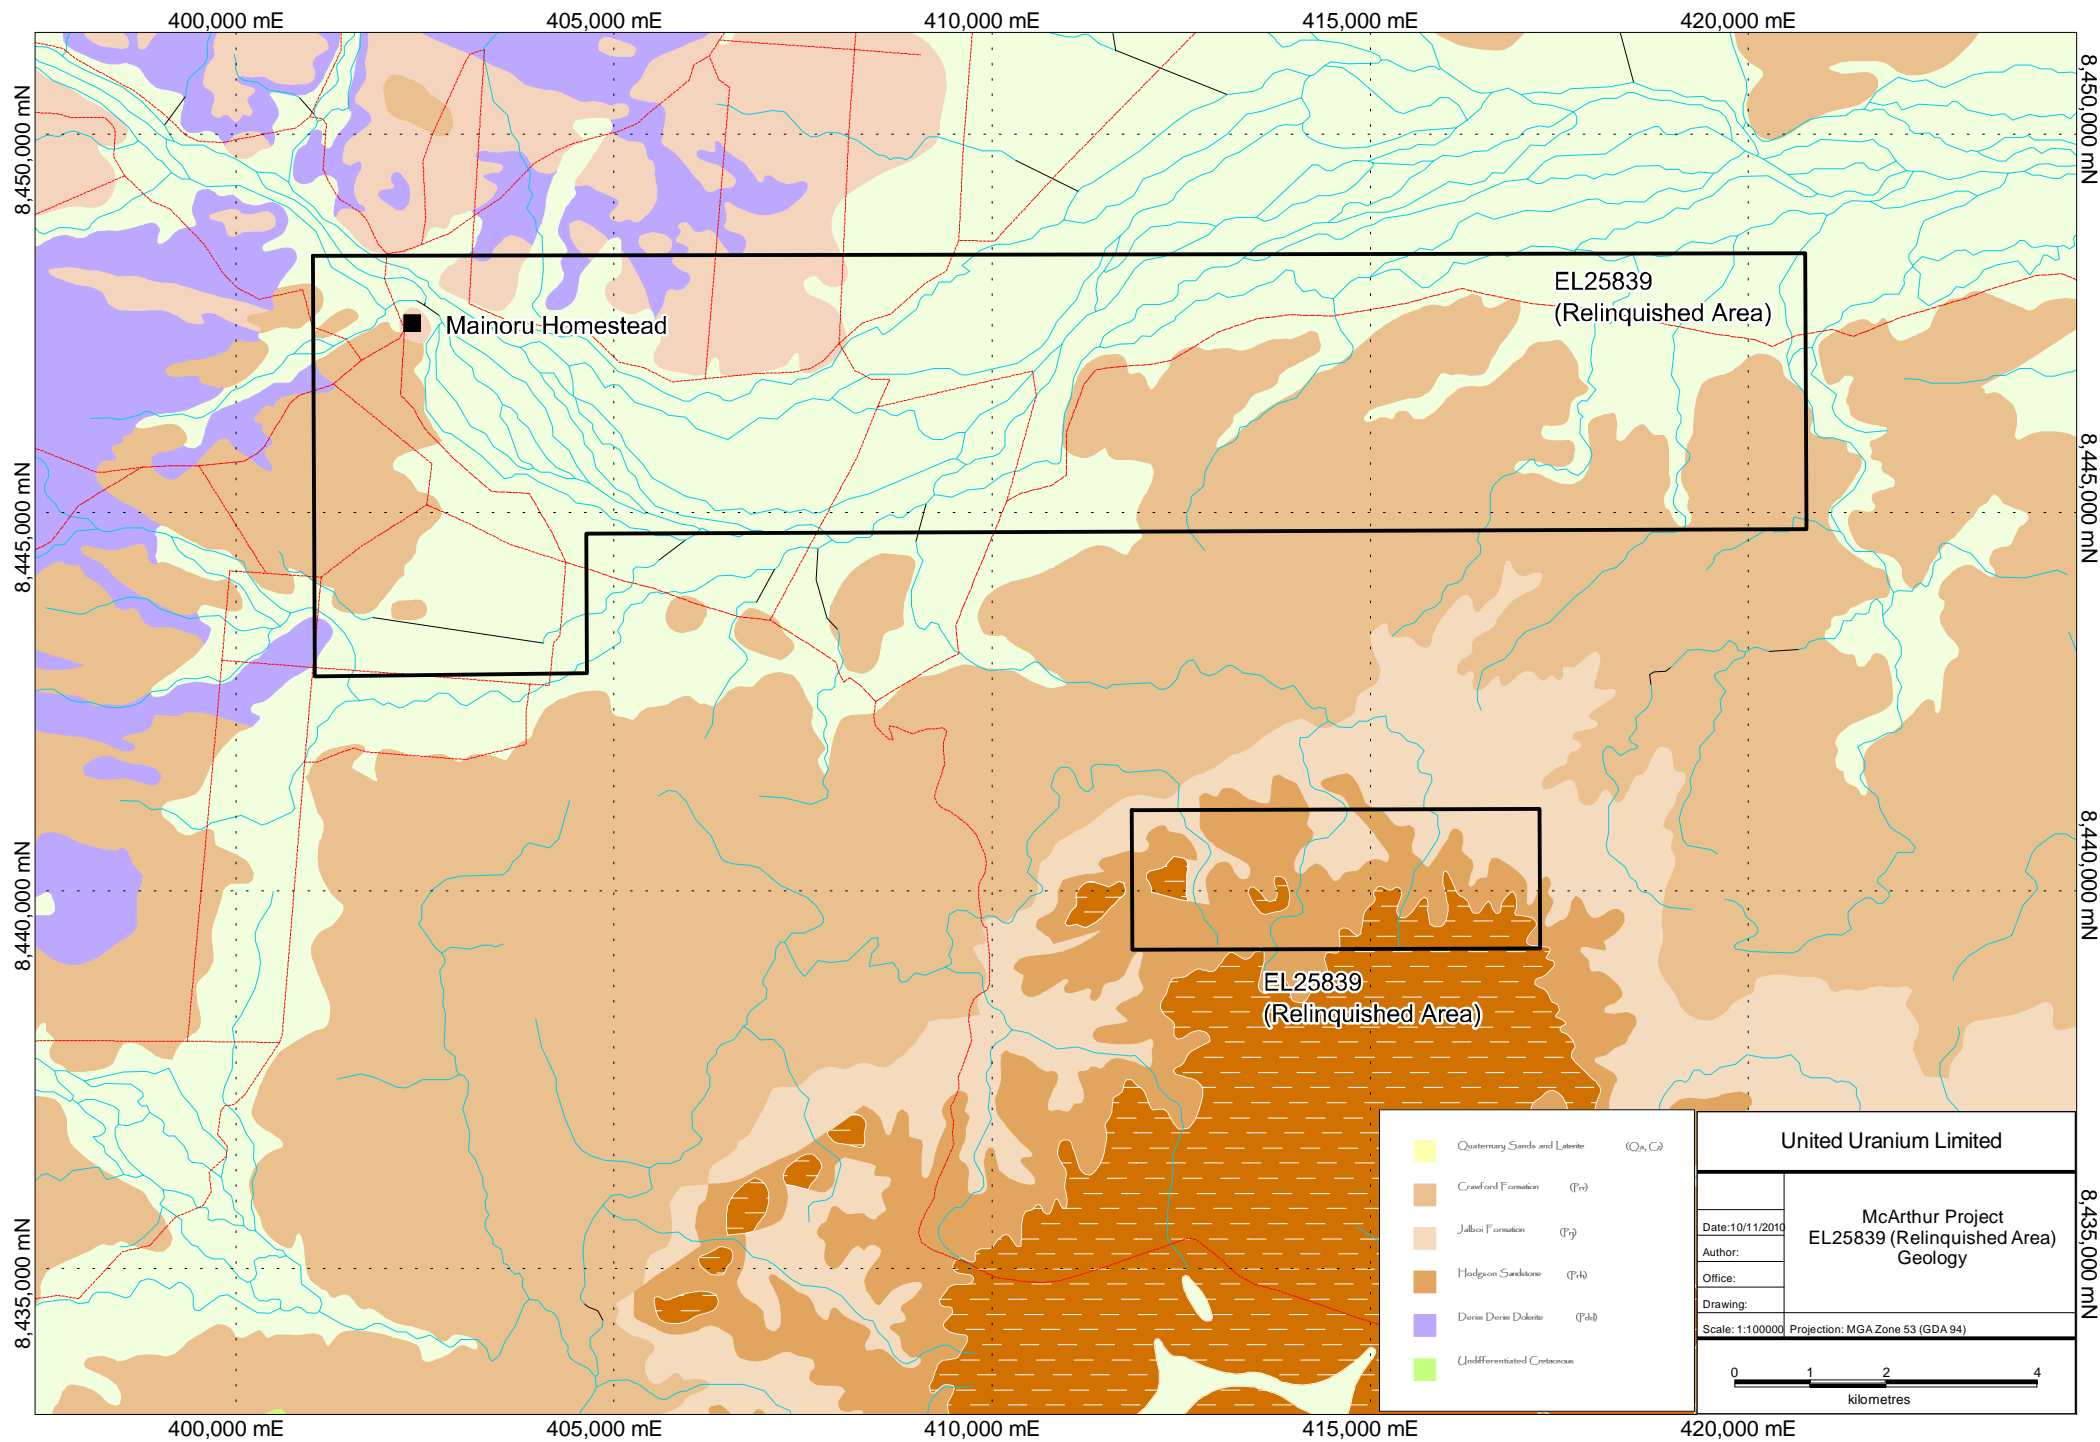 400,000 mE 405,000 mE 410,000 mE 415,000 mE 420,000 mE
8,450,000 mN
8,450,000 mN
EL25839
(Relinquished Area)
Mainoru Homestead
8,445,000 mN
8,445,000 mN
8,440,000 mN
8,440,000 mN
EL25839
(Relinquished Area)
Quaternary Sands and Laterite
Crawford Formation (Prr)
Jalboi Formation (Prj)
Hodgson Sandstone (Prh)
Derim Derim Dolerite (Pdd)
Undifferentiated Cretaceous
United Uranium Limited
Date:10/11/2010
Author:
Office:
Drawing:
Scale: 1:100000
McArthur Project
EL25839 (Relinquished Area)
Geology
Projection: MGA Zone 53 (GDA 94)
0 1 2 4
kilometres
8,435,000 mN
8,435,000 mN
400,000 mE 405,000 mE 410,000 mE 415,000 mE 420,000 mE